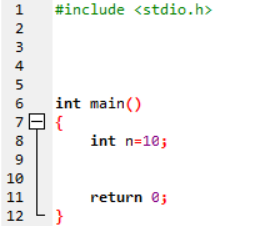 1 #include <stdio.h>
2
3
4
5
6 int main()
7 {
8 int n=10;
9
10
11 return 0;
12 }